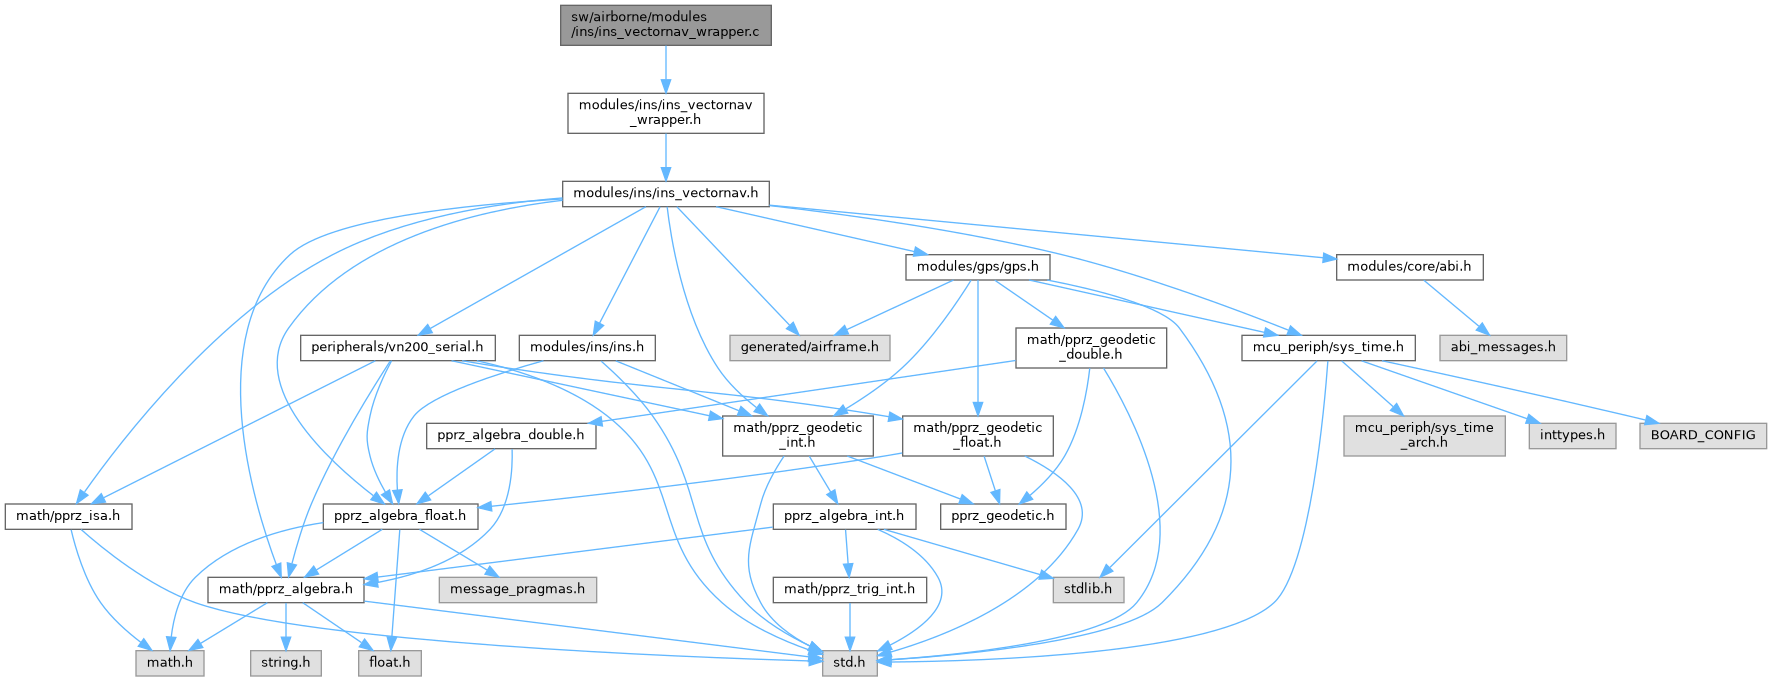 sw/airborne/modules
/ins/ins_vectornav_wrapper.c
modules/ins/ins_vectornav
_wrapper.h
modules/ins/ins_vectornav.h
modules/gps/gps.h
modules/core/abi.h
peripherals/vn200_serial.h
modules/ins/ins.h
generated/airframe.h
math/pprz_geodetic
_double.h
mcu_periph/sys_time.h
abi_messages.h
pprz_algebra_double.h
math/pprz_geodetic
_int.h
math/pprz_geodetic
_float.h
mcu_periph/sys_time
_arch.h
inttypes.h
BOARD_CONFIG
math/pprz_isa.h
pprz_algebra_float.h
pprz_algebra_int.h
pprz_geodetic.h
math/pprz_algebra.h
message_pragmas.h
math/pprz_trig_int.h
stdlib.h
math.h
string.h
float.h
std.h